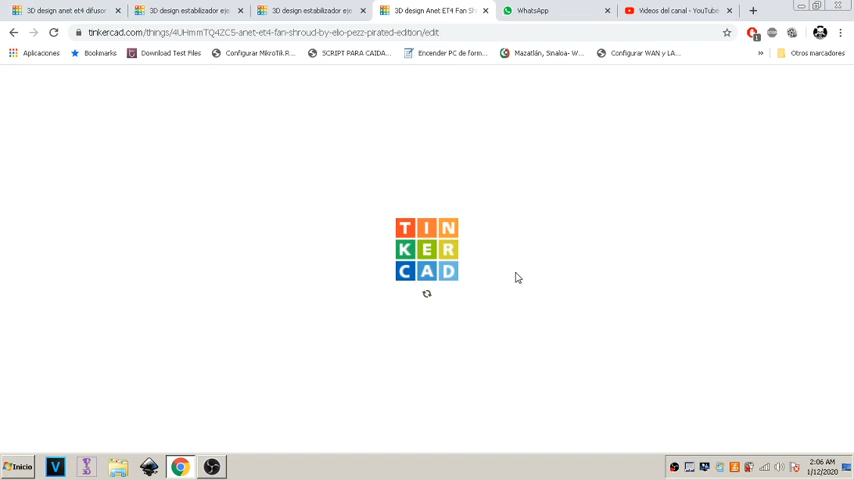 3D design anet et4 difusor
3D design estabilizador eje
3D design estabilizador eje
3D design Anet ET4 Fan Sh
WhatsApp
Videos del canal - YouTube
tinkercad.com/things/4UHmmTQ4ZC5-anet-et4-fan-shroud-by-elio-pezz-pirated-edition/edit
Aplicaciones
Bookmarks
Download Test Files
Configurar MikroTik R...
SCRIPT PARA CAIDA...
Encender PC de form...
Mazatlán, Sinaloa- W...
Configurar WAN y LA...
»
Otros marcadores
TIN
KER
CAD
Inicio
2:06 AM
1/12/2020